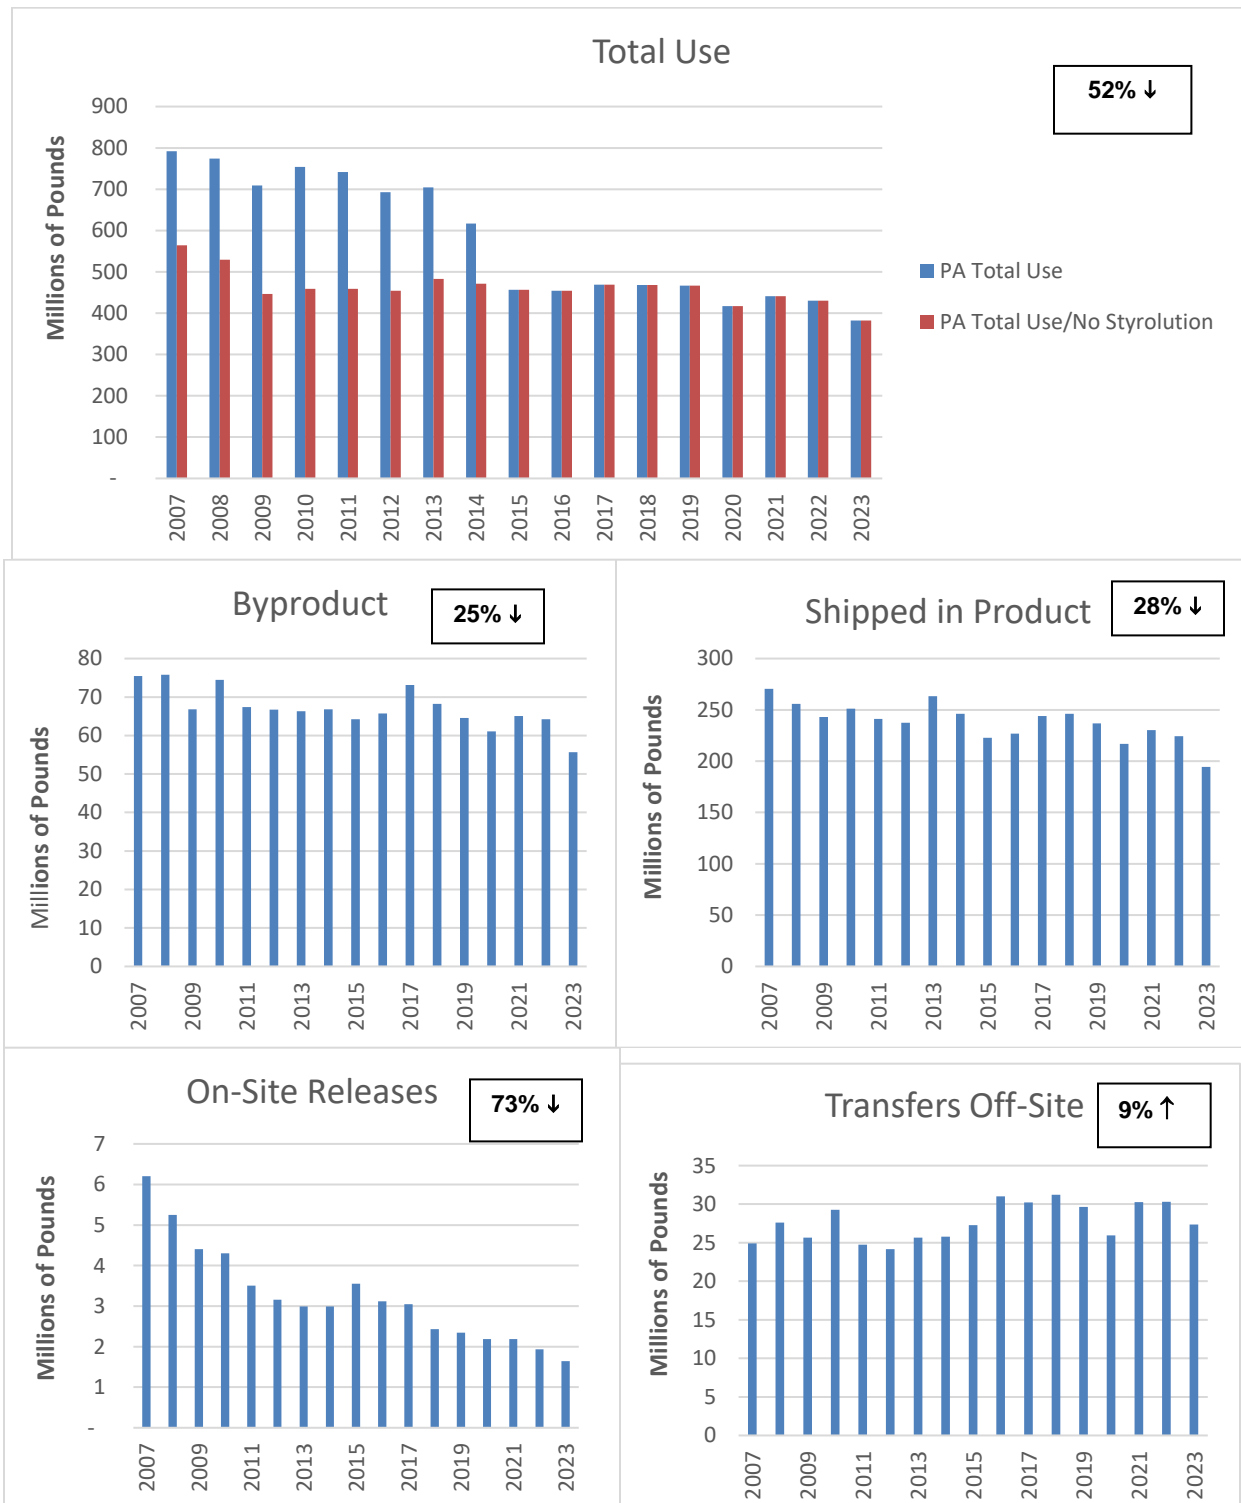 Total Use
52% ↓
Millions of Pounds
900
800
700
600
500
400
300
200
100
-
2007 2008 2009 2010 2011 2012 2013 2014 2015 2016 2017 2018 2019 2020 2021 2022 2023
PA Total Use
PA Total Use/No Styrolution
Byproduct
25% ↓
Millions of Pounds
80
70
60
50
40
30
20
10
0
2007 2009 2011 2013 2015 2017 2019 2021 2023
Shipped in Product
28% ↓
Millions of Pounds
300
250
200
150
100
50
0
2007 2009 2011 2013 2015 2017 2019 2021 2023
On-Site Releases
73% ↓
Millions of Pounds
7
6
5
4
3
2
1
-
2007 2009 2011 2013 2015 2017 2019 2021 2023
Transfers Off-Site
9% ↑
Millions of Pounds
35
30
25
20
15
10
5
0
2007 2009 2011 2013 2015 2017 2019 2021 2023